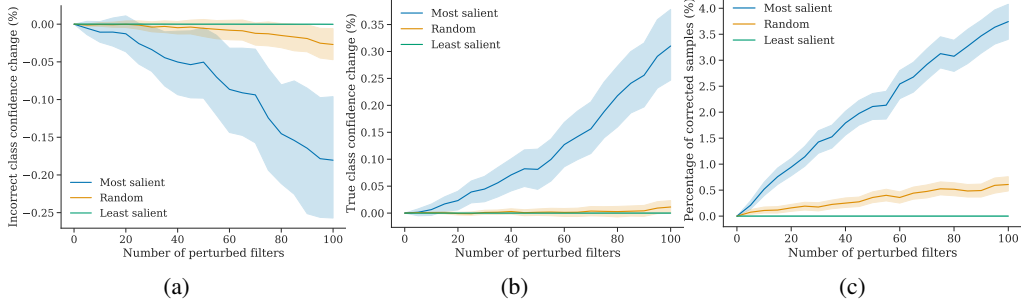 Incorrect class confidence change (%)
0.00
−0.05
−0.10
−0.15
−0.20
−0.25
Most salient
Random
Least salient
0 20 40 60 80 100
Number of perturbed filters
(a)
True class confidence change (%)
0.35
0.30
0.25
0.20
0.15
0.10
0.05
0.00
Most salient
Random
Least salient
0 20 40 60 80 100
Number of perturbed filters
(b)
Percentage of corrected samples (%)
4.0
3.5
3.0
2.5
2.0
1.5
1.0
0.5
0.0
Most salient
Random
Least salient
0 20 40 60 80 100
Number of perturbed filters
(c)